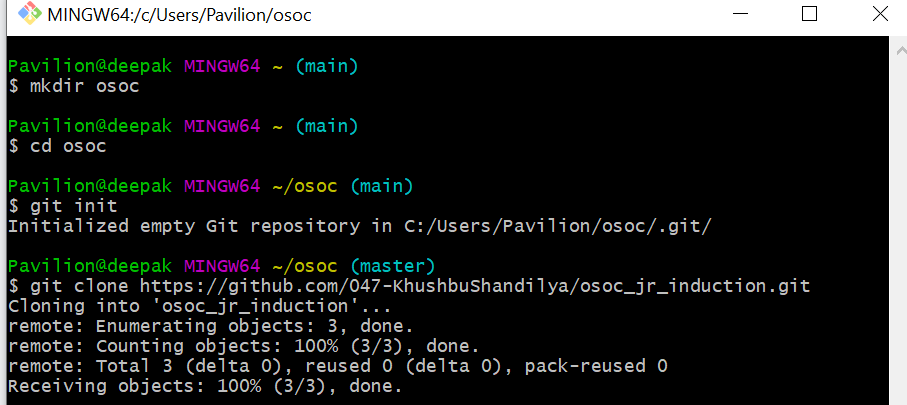 MINGW64:/c/Users/Pavilion/osoc
Pavilion@deepak MINGW64 ~ (main)
$ mkdir osoc
Pavilion@deepak MINGW64 ~ (main)
$ cd osoc
Pavilion@deepak MINGW64 ~/osoc (main)
$ git init
Initialized empty Git repository in C:/Users/Pavilion/osoc/.git/
Pavilion@deepak MINGW64 ~/osoc (master)
$ git clone https://github.com/047-KhushbuShandilya/osoc_jr_induction.git
Cloning into 'osoc_jr_induction'...
remote: Enumerating objects: 3, done.
remote: Counting objects: 100% (3/3), done.
remote: Total 3 (delta 0), reused 0 (delta 0), pack-reused 0
Receiving objects: 100% (3/3), done.